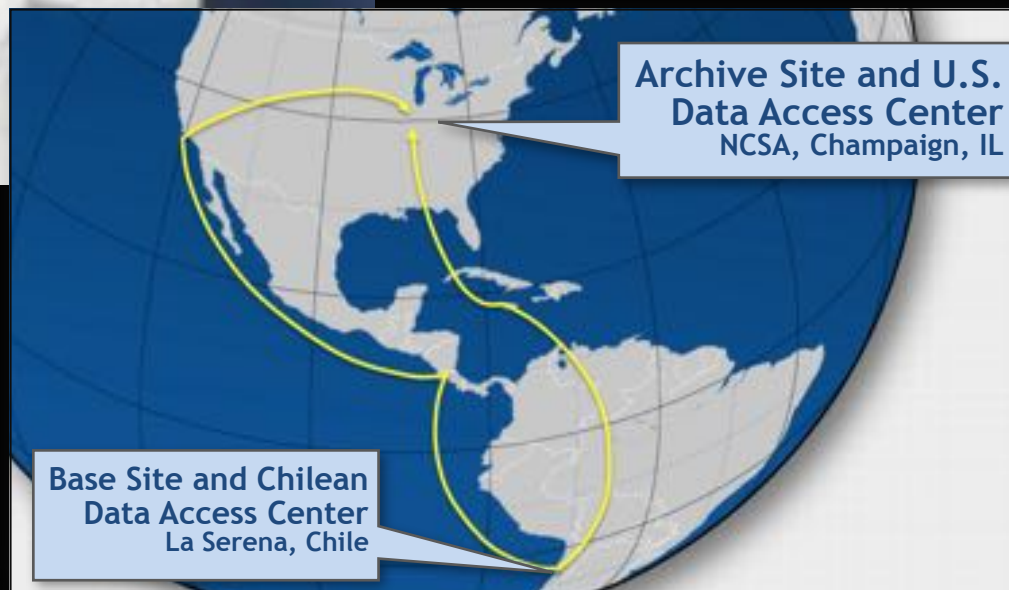 Archive Site and U.S.
Data Access Center
NCSA, Champaign, IL
Base Site and Chilean
Data Access Center
La Serena, Chile